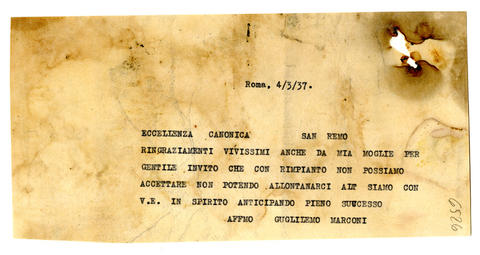 Roma, 4/3/37.
ECCELLENZA CANONICA SAN REMO
RINGRAZIAMENTI VIVISSIMI ANCHE DA MIA MOGLIE PER
GENTILE INVITO CHE CON RIMPIANTO NON POSSIAMO
ACCETTARE NON POTENDO ALLONTANARCI ALT SIAMO CON
V.E. IN SPIRITO ANTICIPANDO PIENO SUCCESSO
AFFMO GUGLILEMO MARCONI
6526